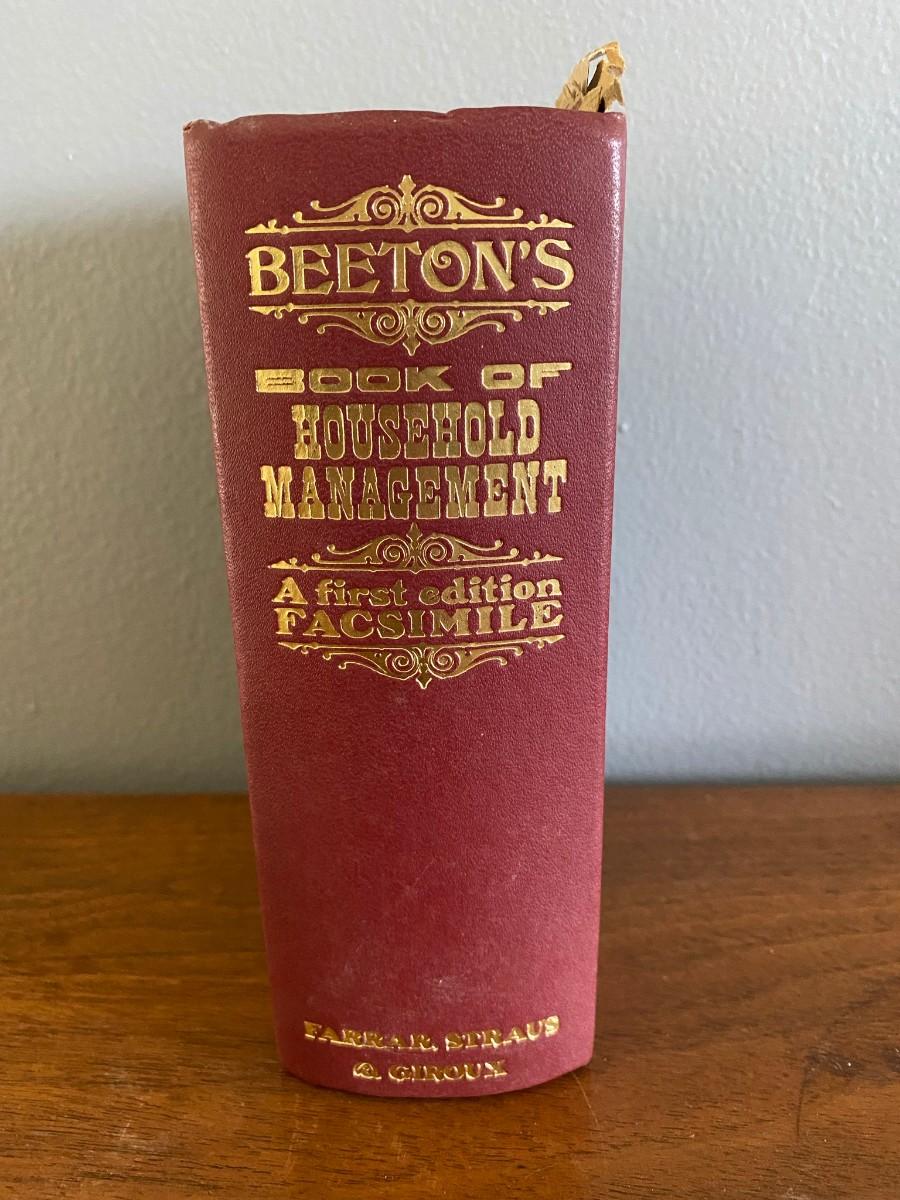 BEETON'S
BOOK OF
HOUSEHOLD
MANAGEMENT
A first edition
FACSIMILE
FARRAR, STRAUS
& GIROUX